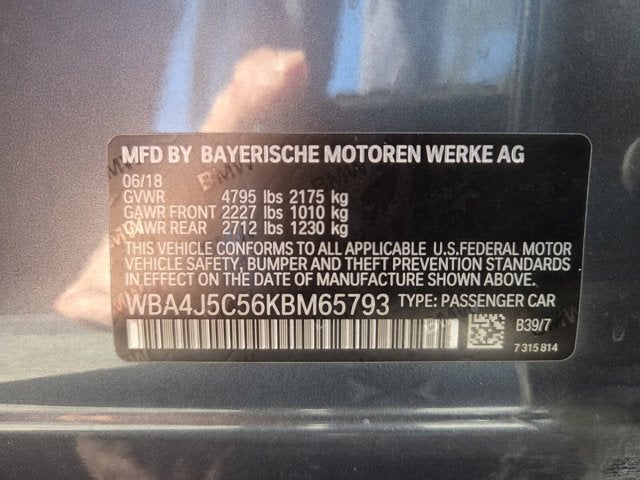 MFD BY BAYERISCHE MOTOREN WERKE AG
06/18
GVWR 4795 lbs 2175 kg
GAWR FRONT 2227 lbs 1010 kg
GAWR REAR 2712 lbs 1230 kg
THIS VEHICLE CONFORMS TO ALL APPLICABLE U.S.FEDERAL MOTOR
VEHICLE SAFETY, BUMPER AND THEFT PREVENTION STANDARDS
IN EFFECT ON THE DATE OF MANUFACTURE SHOWN ABOVE.
WBA4J5C56KBM65793 TYPE: PASSENGER CAR
B39/7
7 315 814